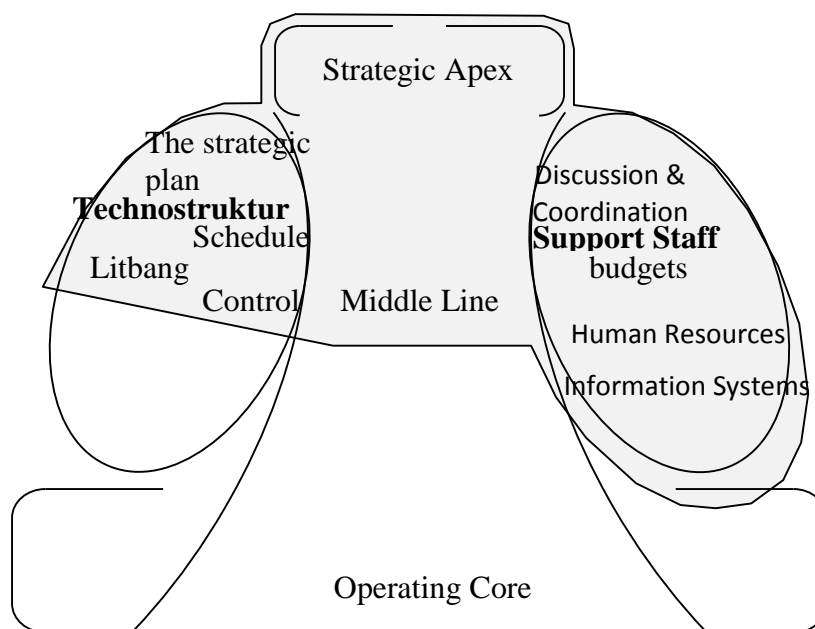 Strategic Apex
The strategic
plan
Technostruktur
Schedule
Litbang
Control
Middle Line
Discussion &
Coordination
Support Staff
budgets
Human Resources
Information Systems
Operating Core